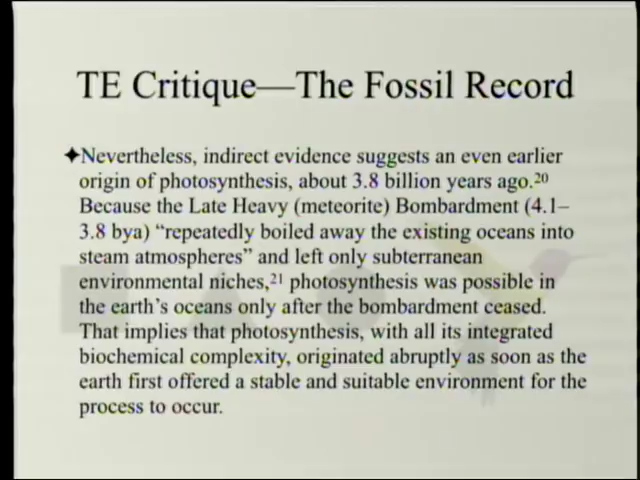 TE Critique—The Fossil Record
✦Nevertheless, indirect evidence suggests an even earlier
origin of photosynthesis, about 3.8 billion years ago.20
Because the Late Heavy (meteorite) Bombardment (4.1–
3.8 bya) “repeatedly boiled away the existing oceans into
steam atmospheres” and left only subterranean
environmental niches,21 photosynthesis was possible in
the earth’s oceans only after the bombardment ceased.
That implies that photosynthesis, with all its integrated
biochemical complexity, originated abruptly as soon as the
earth first offered a stable and suitable environment for the
process to occur.